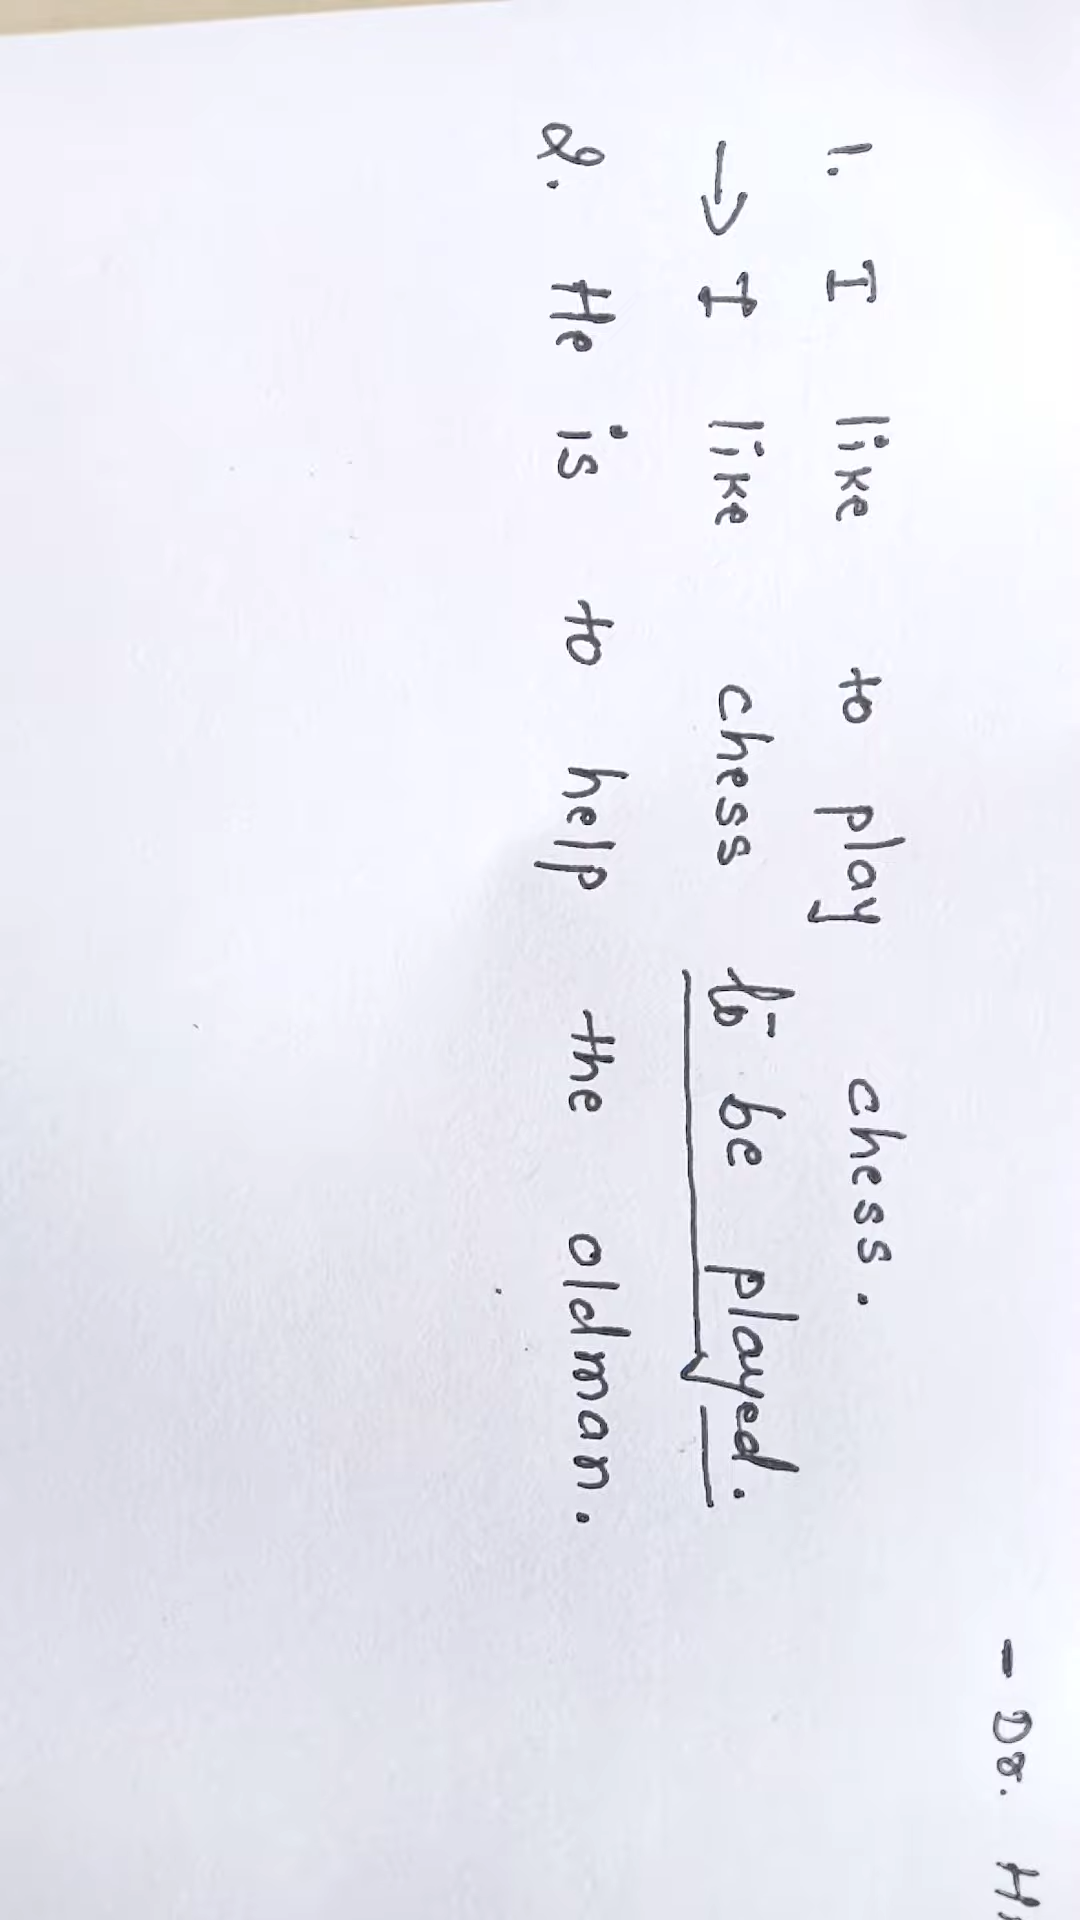 - Dr.
1. I like to play chess.
→ I like chess to be played.
2. He is to help the oldman.